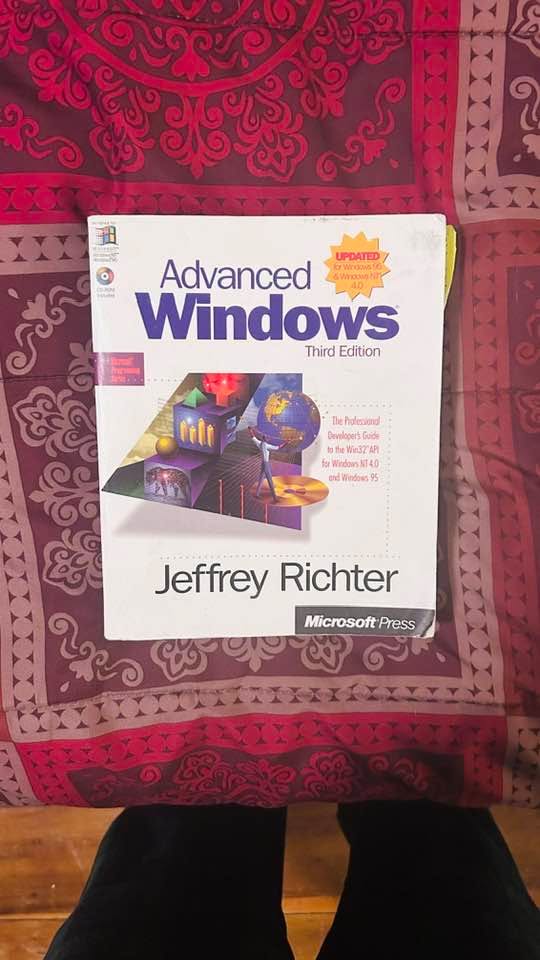 Advanced
Windows
Third Edition
UPDATED
for Windows 95
& Windows NT
4.0
CD-ROM
Included
Microsoft
Programming
Series
The Professional
Developer's Guide
to the Win32 API
for Windows NT 4.0
and Windows 95
Jeffrey Richter
Microsoft Press